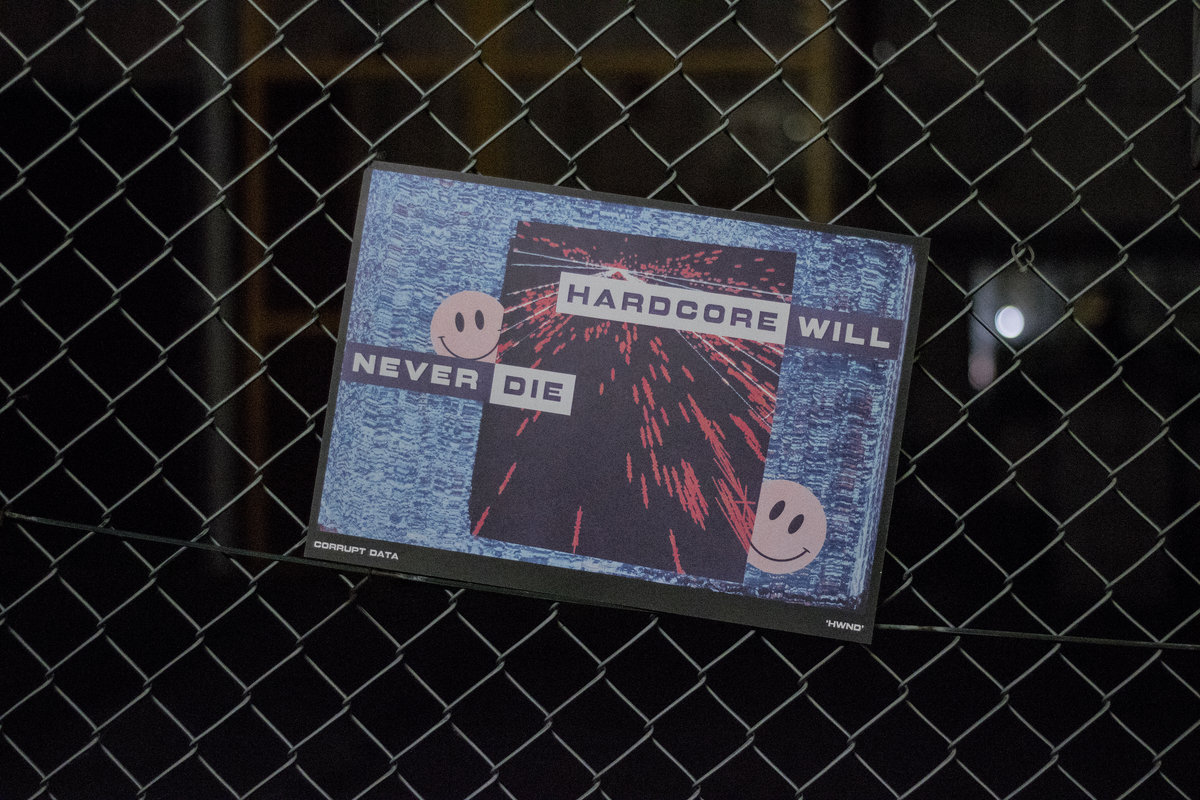 HARDCORE WILL
NEVER DIE
CORRUPT DATA
'HWND'